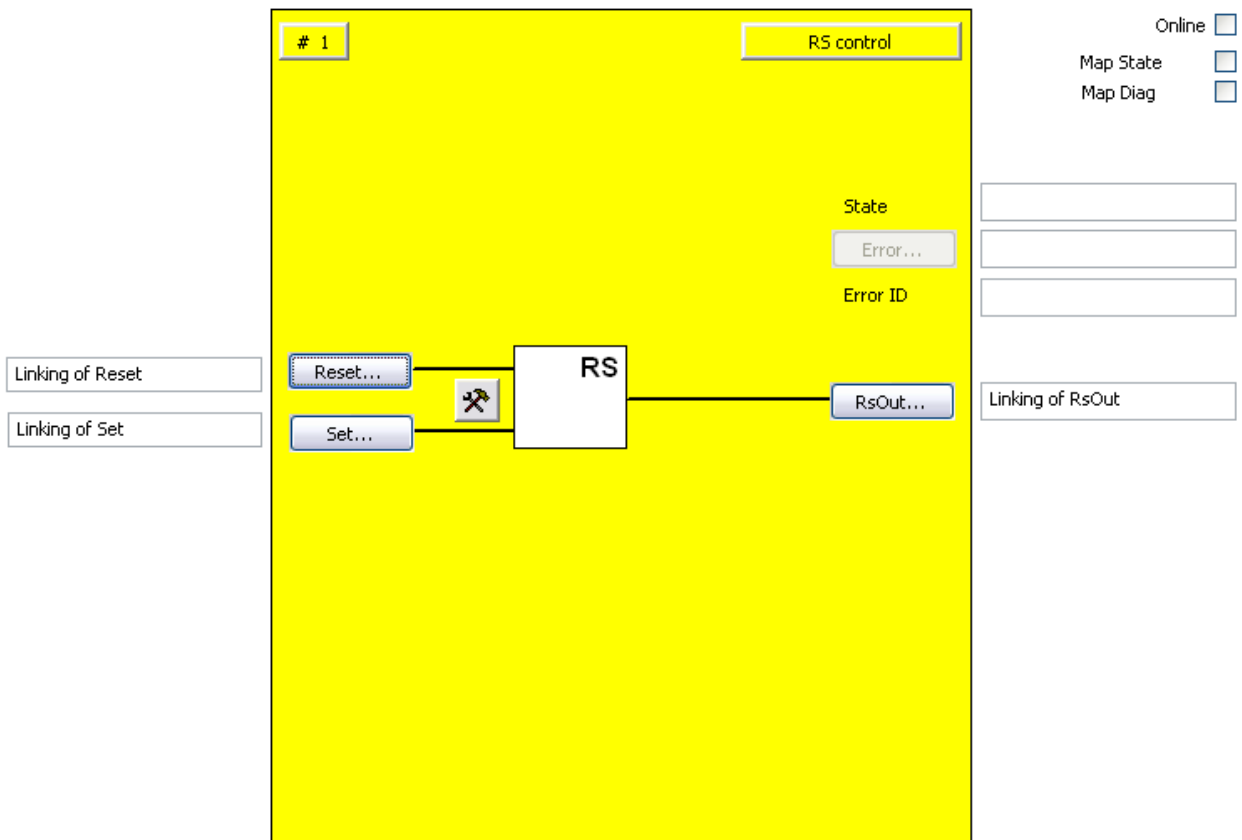 # 1
RS control
Online
Map State
Map Diag
State
Error...
Error ID
Linking of Reset
Reset...
RS
RsOut...
Linking of RsOut
Linking of Set
Set...